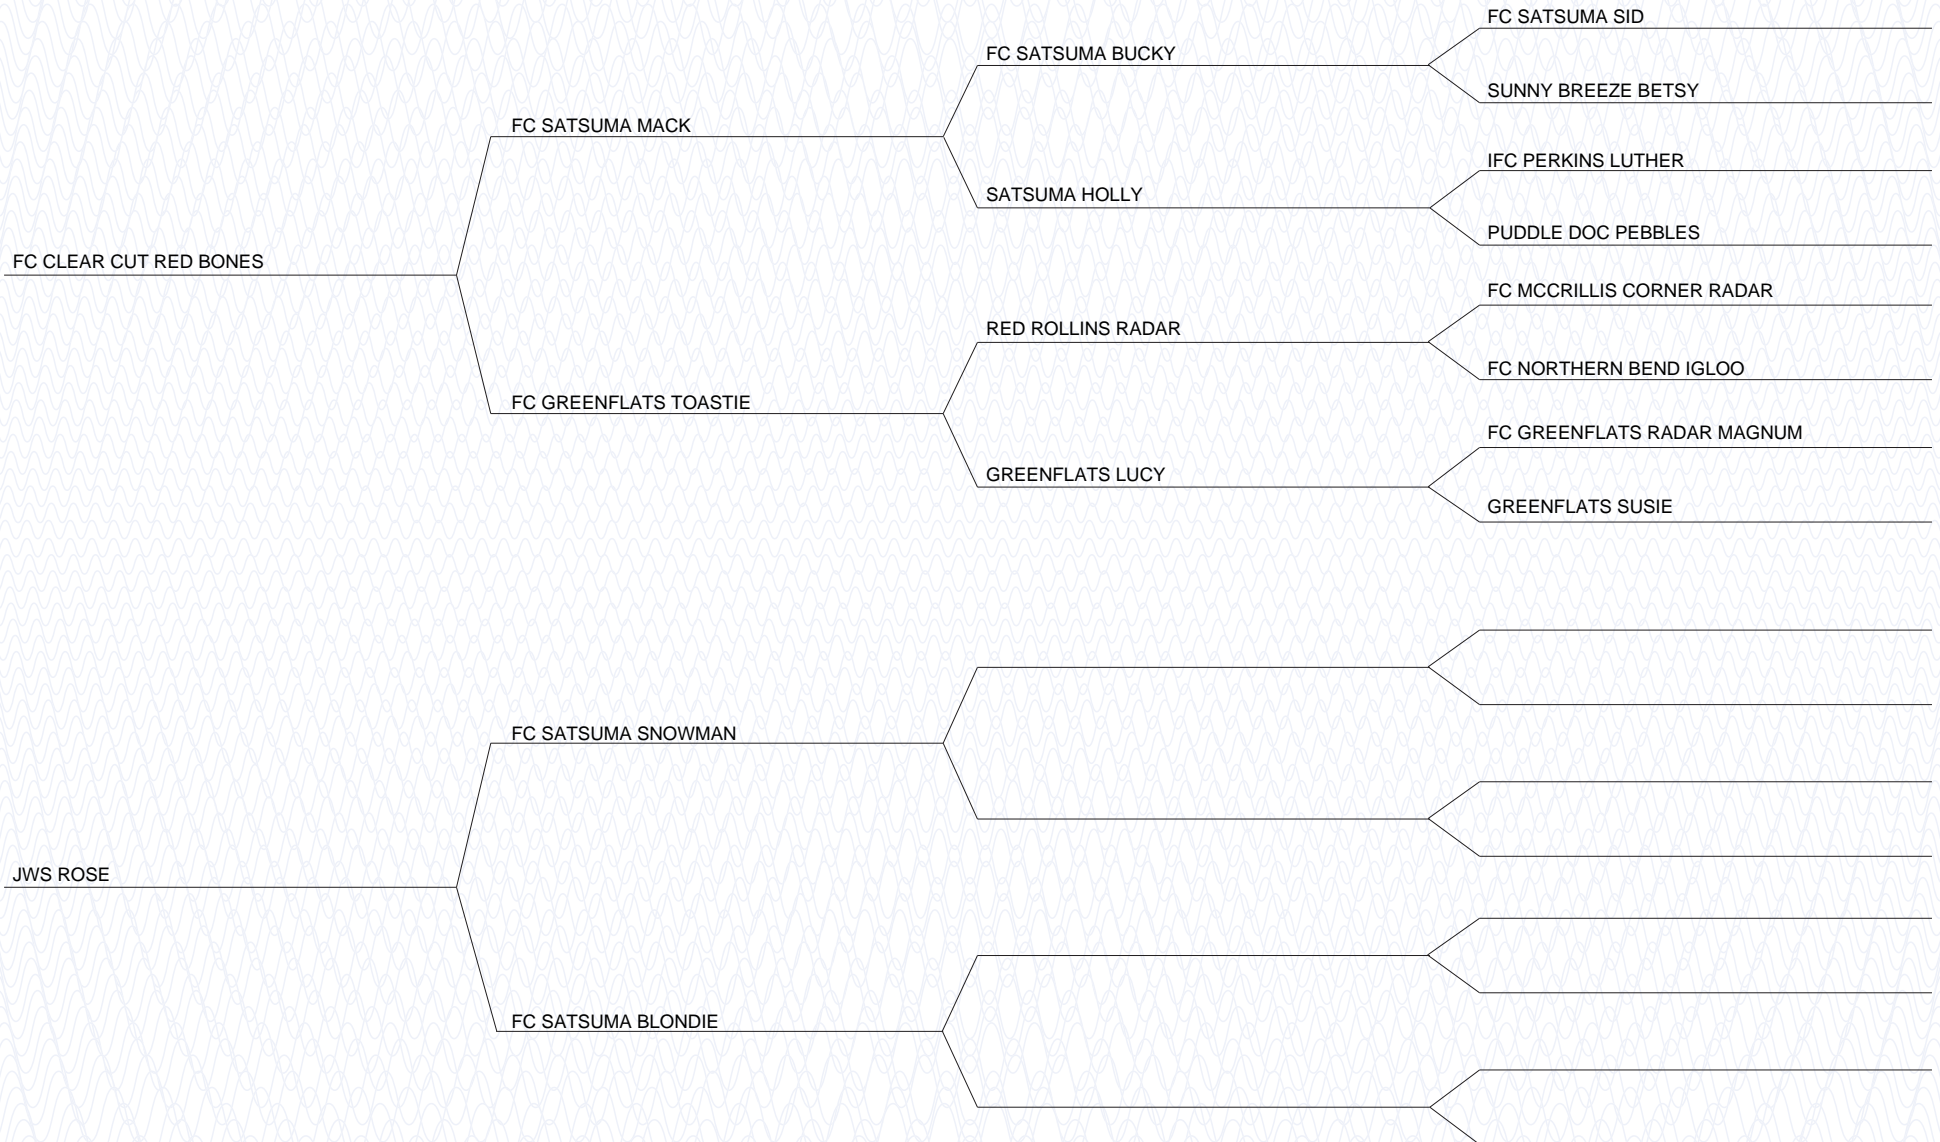 FC SATSUMA SID
FC SATSUMA BUCKY
SUNNY BREEZE BETSY
FC SATSUMA MACK
IFC PERKINS LUTHER
SATSUMA HOLLY
PUDDLE DOC PEBBLES
FC CLEAR CUT RED BONES
FC MCCRILLIS CORNER RADAR
RED ROLLINS RADAR
FC NORTHERN BEND IGLOO
FC GREENFLATS TOASTIE
FC GREENFLATS RADAR MAGNUM
GREENFLATS LUCY
GREENFLATS SUSIE
FC SATSUMA SNOWMAN
JWS ROSE
FC SATSUMA BLONDIE